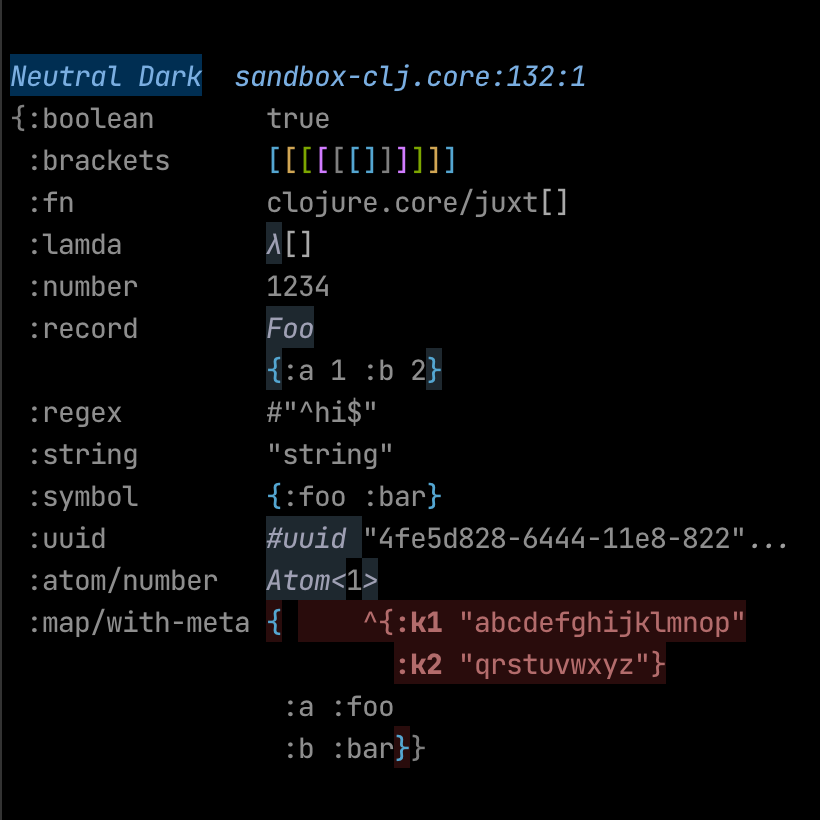 Neutral Dark  sandbox-clj.core:132:1
{:boolean       true
 :brackets      [[[[[[]]]]]]
 :fn            clojure.core/juxt[]
 :lamda         λ[]
 :number        1234
 :record        Foo
                {:a 1 :b 2}
 :regex         #"^hi$"
 :string        "string"
 :symbol        {:foo :bar}
 :uuid          #uuid "4fe5d828-6444-11e8-822"...
 :atom/number   Atom<1>
 :map/with-meta {     ^{:k1 "abcdefghijklmnop"
                        :k2 "qrstuvwxyz"}
                 :a :foo
                 :b :bar}}